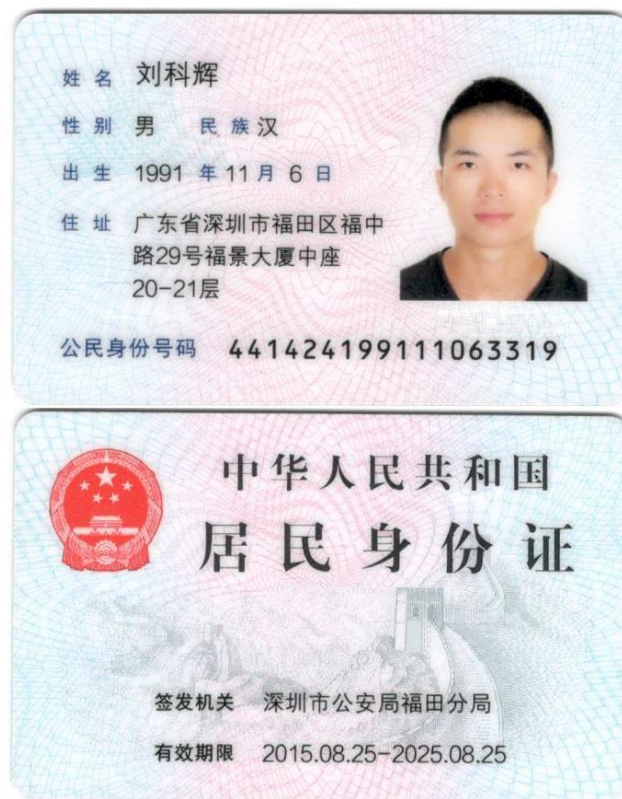 姓名 刘科辉
性别 男 民族 汉
出生 1991 年 11 月 6 日
住址 广东省深圳市福田区福中
路29号福景大厦中座
20-21层
公民身份号码 441424199111063319
中华人民共和国
居民身份证
签发机关 深圳市公安局福田分局
有效期限 2015.08.25-2025.08.25